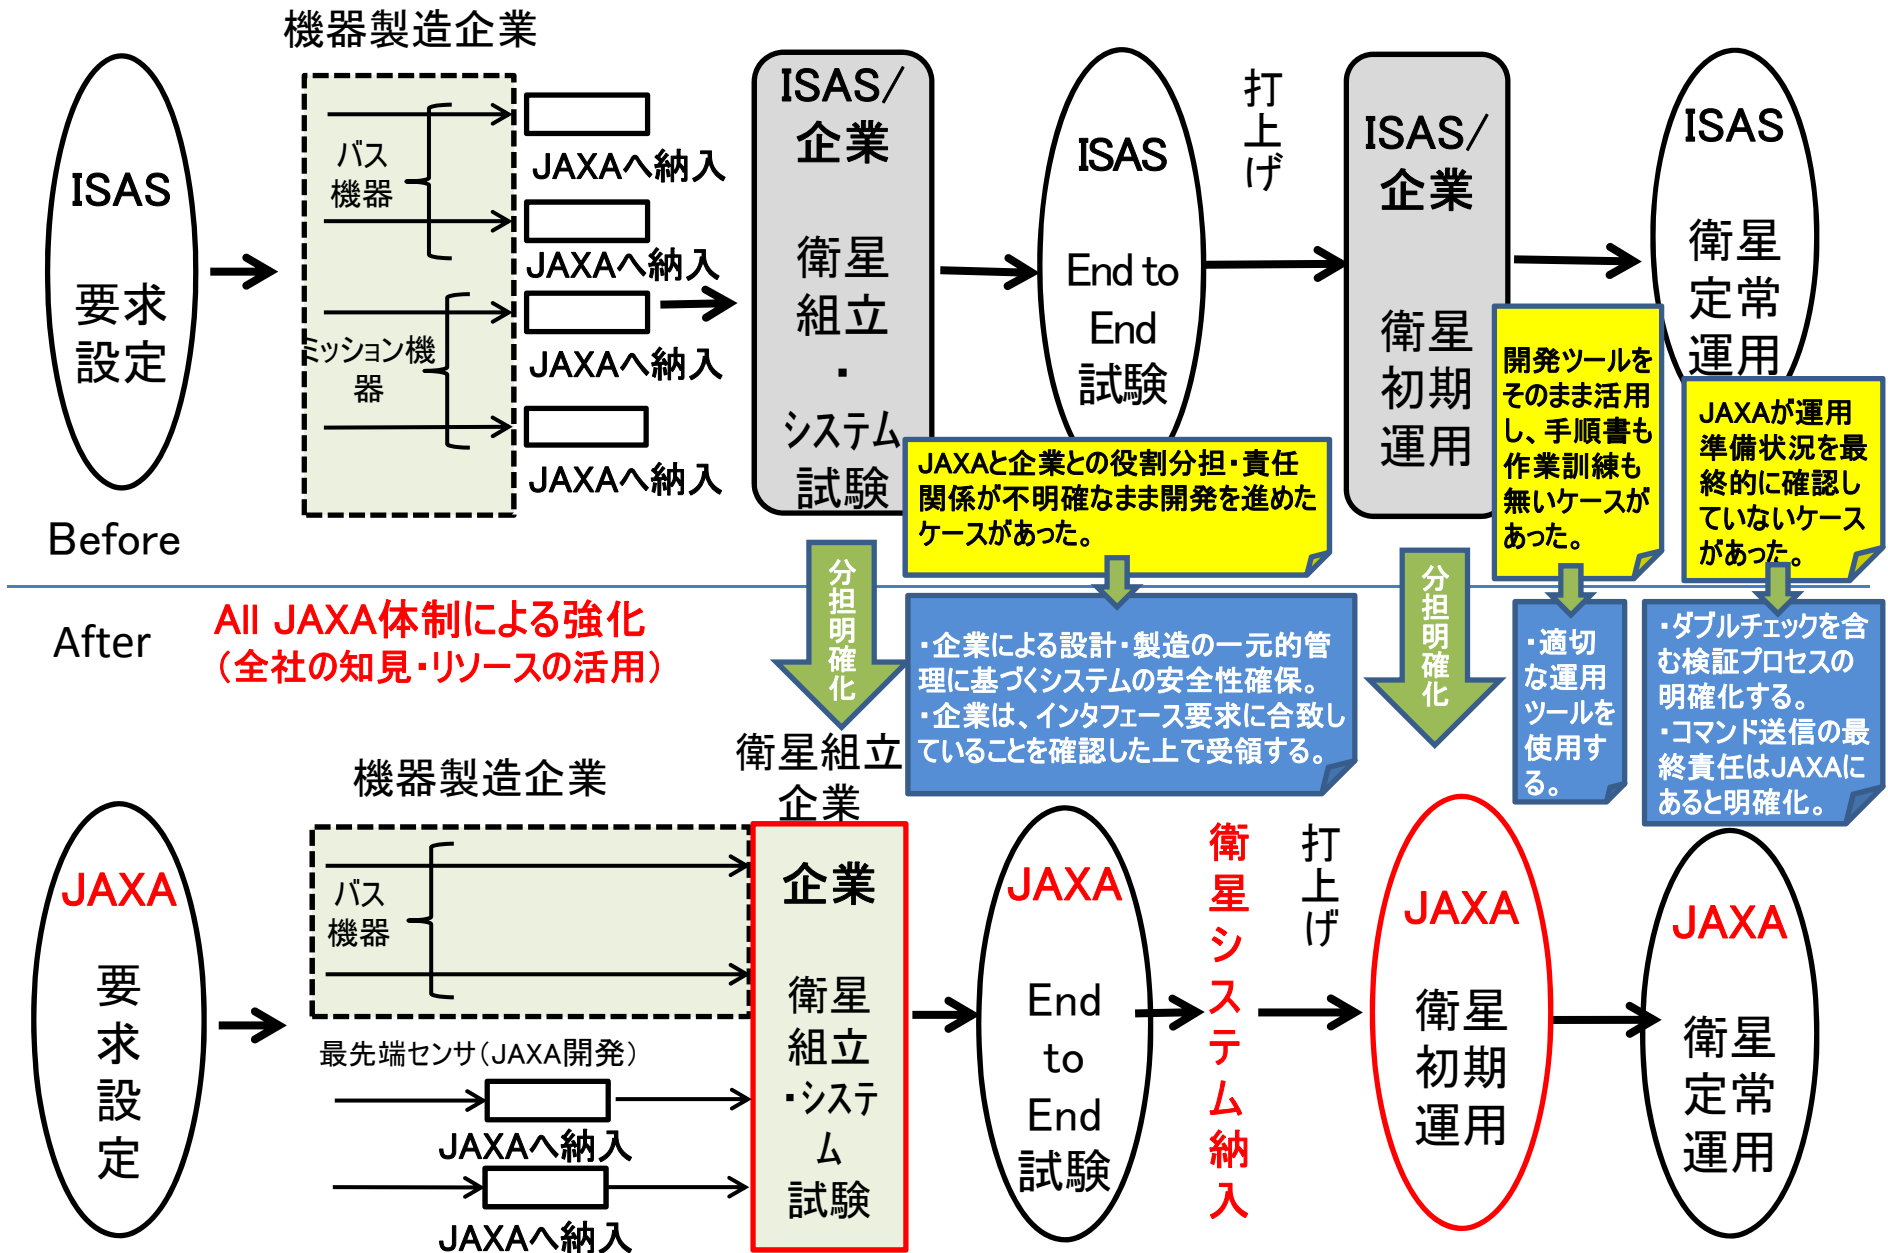 機器製造企業
ISAS
要求
設定
バス
機器
ミッション機
器
JAXAへ納入
JAXAへ納入
JAXAへ納入
JAXAへ納入
ISAS/
企業
衛星
組立
・
システム
試験
ISAS
End to
End
試験
打上げ
ISAS/
企業
衛星
初期
運用
ISAS
衛星
定常
運用
JAXAと企業との役割分担・責任
関係が不明確なまま開発を進めた
ケースがあった。
開発ツールを
そのまま活用
し、手順書も
作業訓練も
無いケースが
あった。
JAXAが運用
準備状況を最
終的に確認し
ていないケース
があった。
Before
After
All JAXA体制による強化
（全社の知見・リソースの活用）
分担明確化
・企業による設計・製造の一元的管
理に基づくシステムの安全性確保。
・企業は、インタフェース要求に合致し
ていることを確認した上で受領する。
分担明確化
・適切
な運用
ツールを
使用す
る。
・ダブルチェックを含
む検証プロセスの
明確化する。
・コマンド送信の最
終責任はJAXAに
あると明確化。
JAXA
要
求
設
定
機器製造企業
バス
機器
最先端センサ（JAXA開発）
JAXAへ納入
JAXAへ納入
衛星組立
企業
企業
衛星
組立
・システ
ム
試験
JAXA
End
to
End
試験
衛星システム納入
打上げ
JAXA
衛星
初期
運用
JAXA
衛星
定常
運用